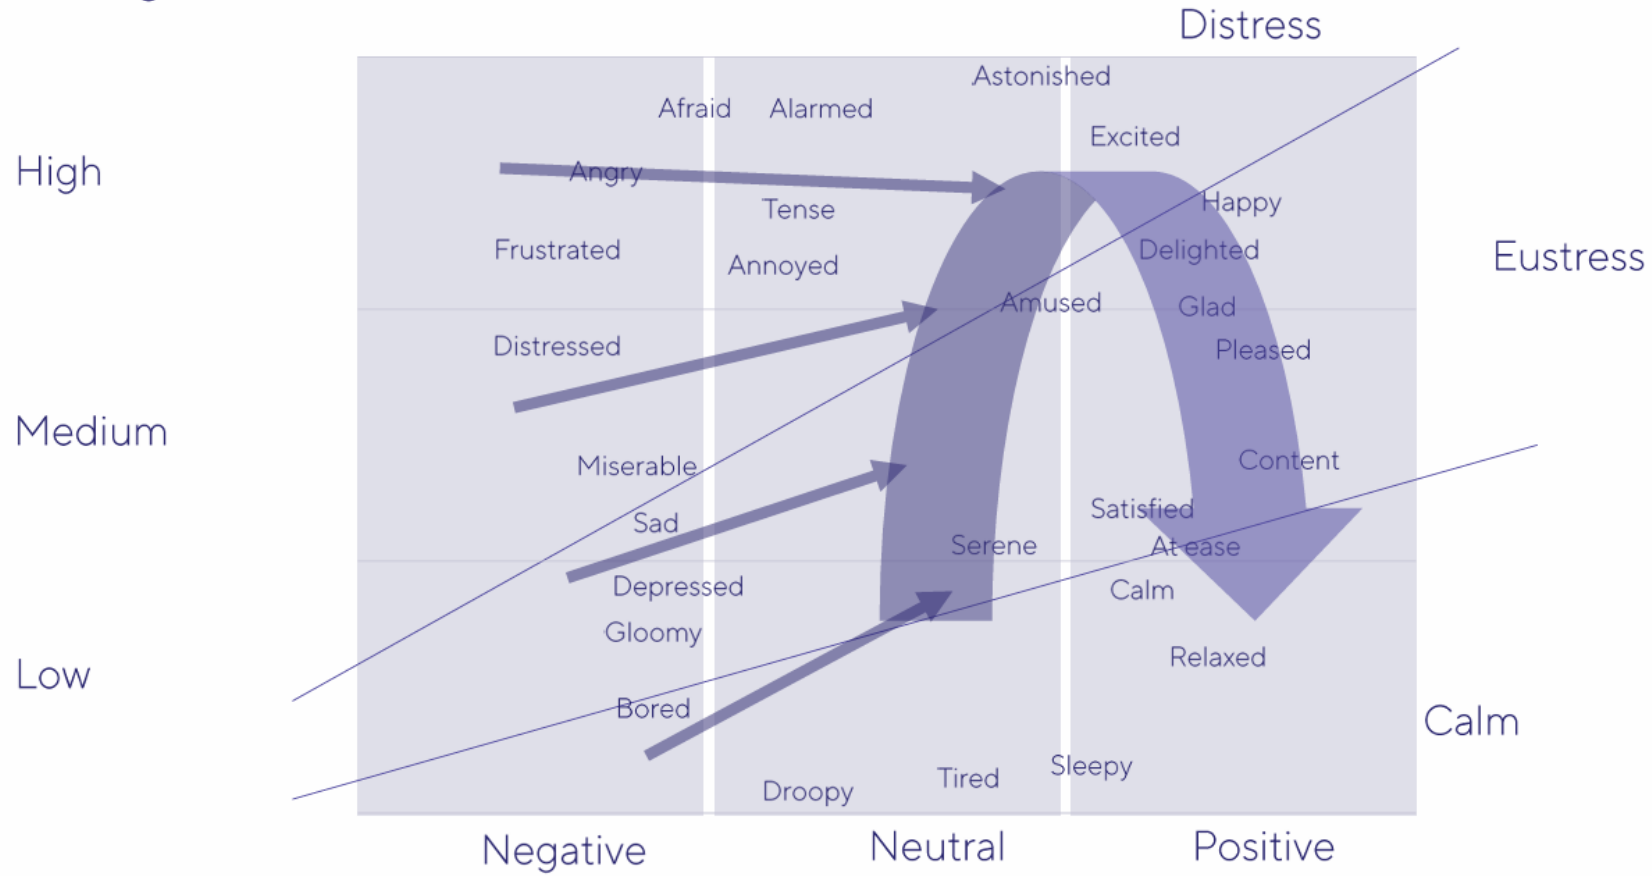 Distress
Astonished
Afraid
Alarmed
Excited
High
Angry
Happy
Tense
Frustrated
Delighted
Annoyed
Eustress
Amused
Glad
Distressed
Pleased
Medium
Miserable
Content
Satisfied
Sad
Serene
At ease
Depressed
Calm
Gloomy
Relaxed
Low
Bored
Calm
Sleepy
Tired
Droopy
Negative
Neutral
Positive